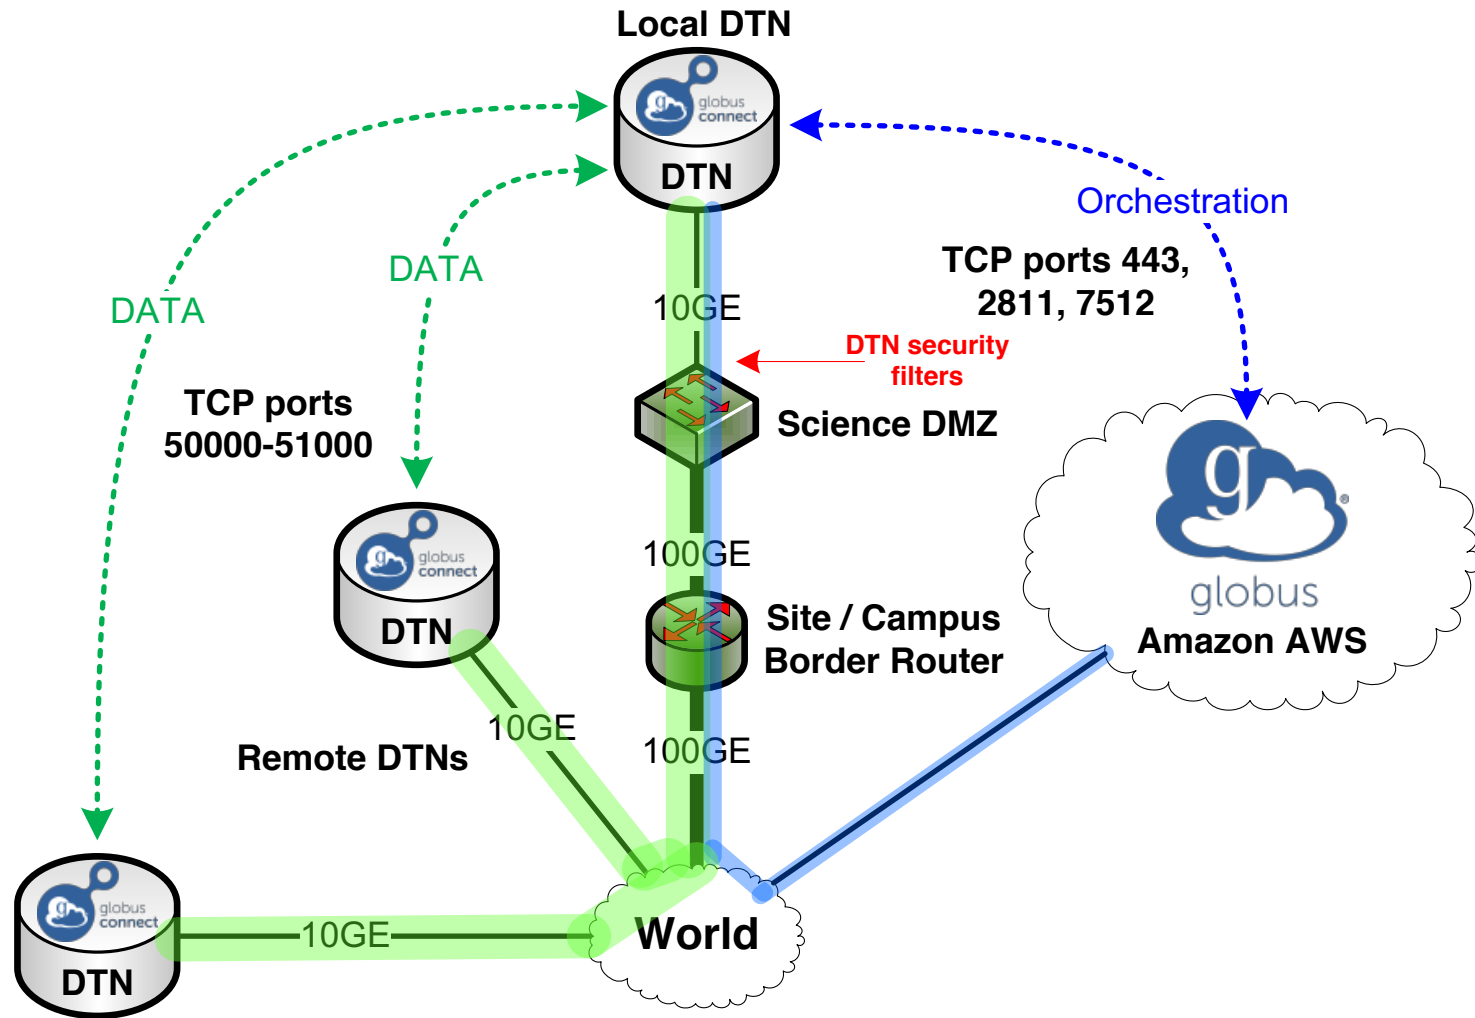 Local DTN
g globus
connect
DTN
Orchestration
DATA
DATA
TCP ports 443,
2811, 7512
10GE
DTN security
filters
TCP ports
50000-51000
Science DMZ
g
®
globus
Amazon AWS
g globus
connect
DTN
100GE
Site / Campus
Border Router
10GE
100GE
Remote DTNs
g globus
connect
DTN
10GE
World